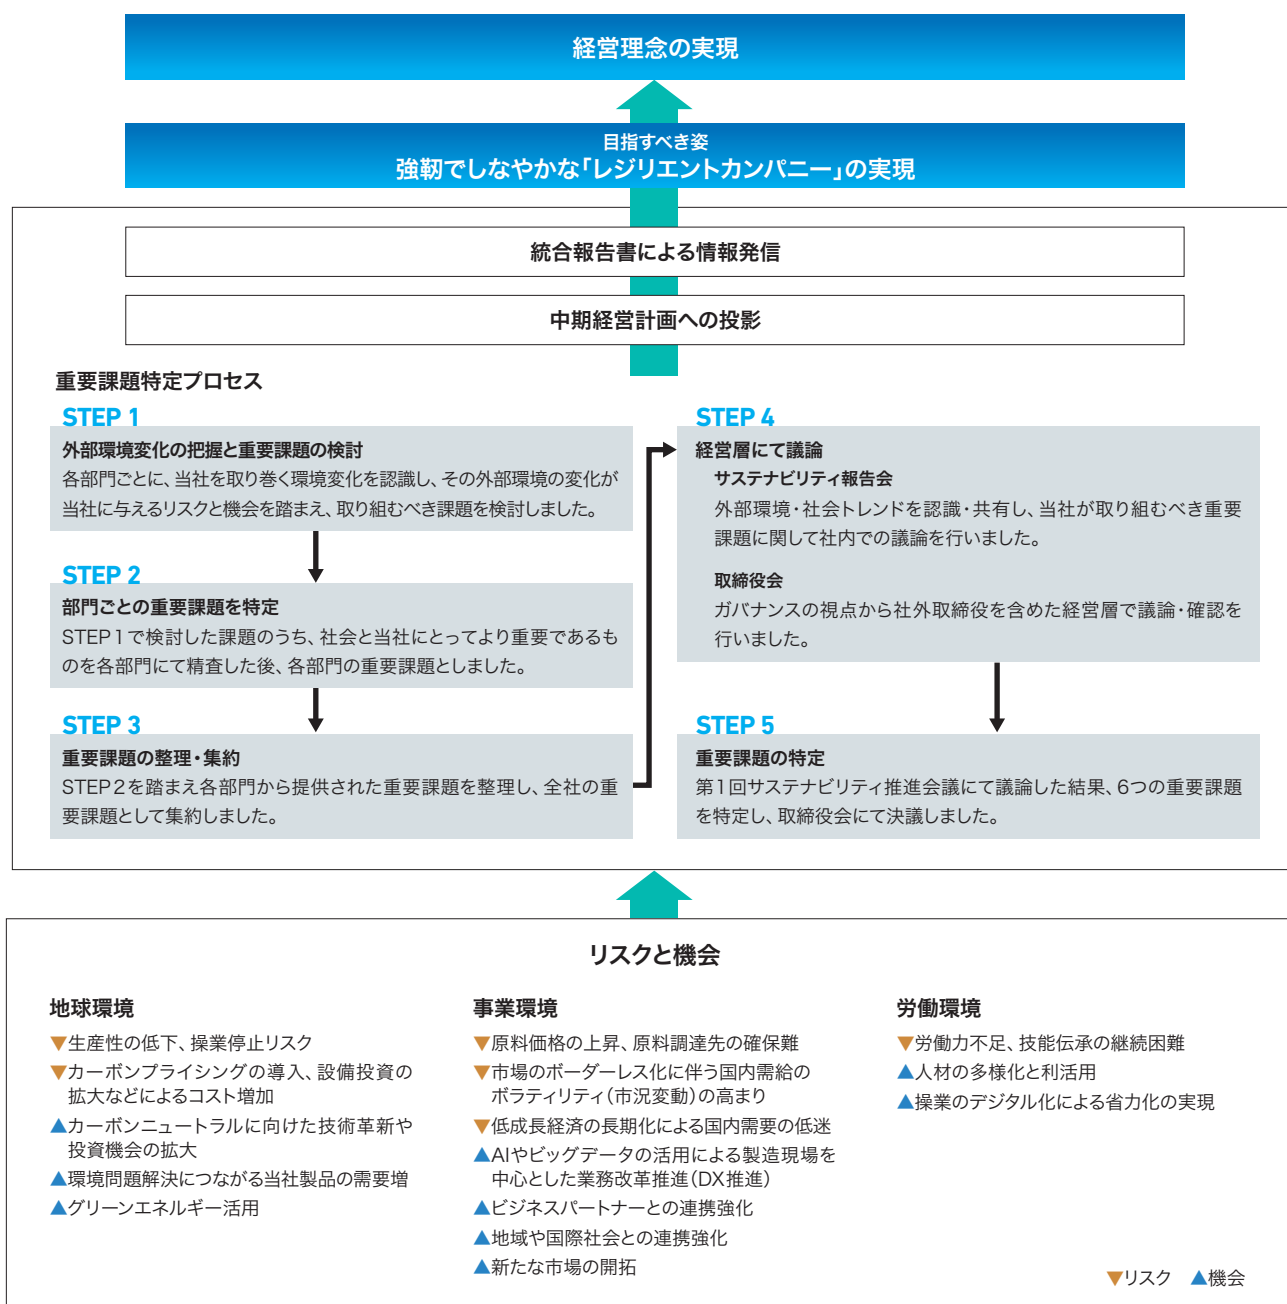 経営理念の実現
目指すべき姿
強靭でしなやかな「レジリエントカンパニー」の実現
統合報告書による情報発信
中期経営計画への投影
重要課題特定プロセス
STEP 1
外部環境変化の把握と重要課題の検討
各部門ごとに、当社を取り巻く環境変化を認識し、その外部環境の変化が
当社に与えるリスクと機会を踏まえ、取り組むべき課題を検討しました。
STEP 2
部門ごとの重要課題を特定
STEP1で検討した課題のうち、社会と当社にとってより重要であるも
のを各部門にて精査した後、各部門の重要課題としました。
STEP 3
重要課題の整理・集約
STEP2を踏まえ各部門から提供された重要課題を整理し、全社の重
要課題として集約しました。
STEP 4
経営層にて議論
サステナビリティ報告会
外部環境・社会トレンドを認識・共有し、当社が取り組むべき重要
課題に関して社内での議論を行いました。
取締役会
ガバナンスの視点から社外取締役を含めた経営層で議論・確認を
行いました。
STEP 5
重要課題の特定
第1回サステナビリティ推進会議にて議論した結果、6つの重要課題
を特定し、取締役会にて決議しました。
リスクと機会
地球環境
▼生産性の低下、操業停止リスク
▼カーボンプライシングの導入、設備投資の
拡大などによるコスト増加
▲カーボンニュートラルに向けた技術革新や
投資機会の拡大
▲環境問題解決につながる当社製品の需要増
▲グリーンエネルギー活用
事業環境
▼原料価格の上昇、原料調達先の確保難
▼市場のボーダーレス化に伴う国内需給の
ボラティリティ(市況変動)の高まり
▼低成長経済の長期化による国内需要の低迷
▲AIやビッグデータの活用による製造現場を
中心とした業務改革推進(DX推進)
▲ビジネスパートナーとの連携強化
▲地域や国際社会との連携強化
▲新たな市場の開拓
労働環境
▼労働力不足、技能伝承の継続困難
▲人材の多様化と利活用
▲操業のデジタル化による省力化の実現
▼リスク ▲機会